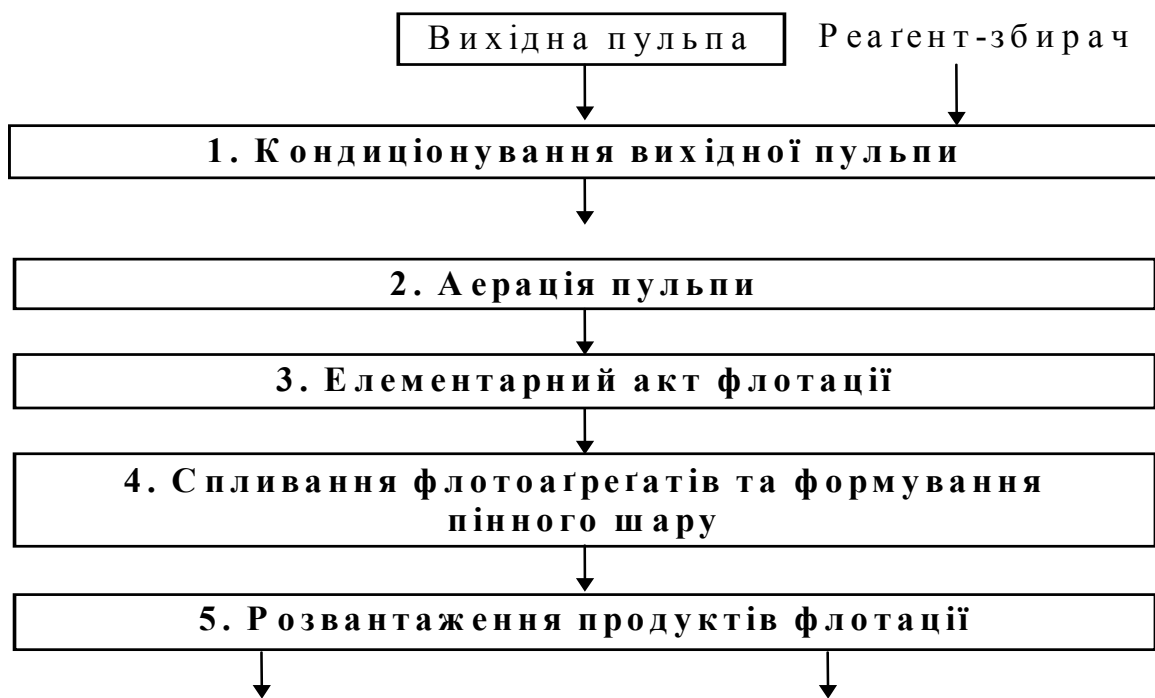 Вихідна пульпа
Реаґент-збирач
1. Кондиціонування вихідної пульпи
2. Аерація пульпи
3. Елементарний акт флотації
4. Спливання флотоаґреґатів та формування
пінного шару
5. Розвантаження продуктів флотації